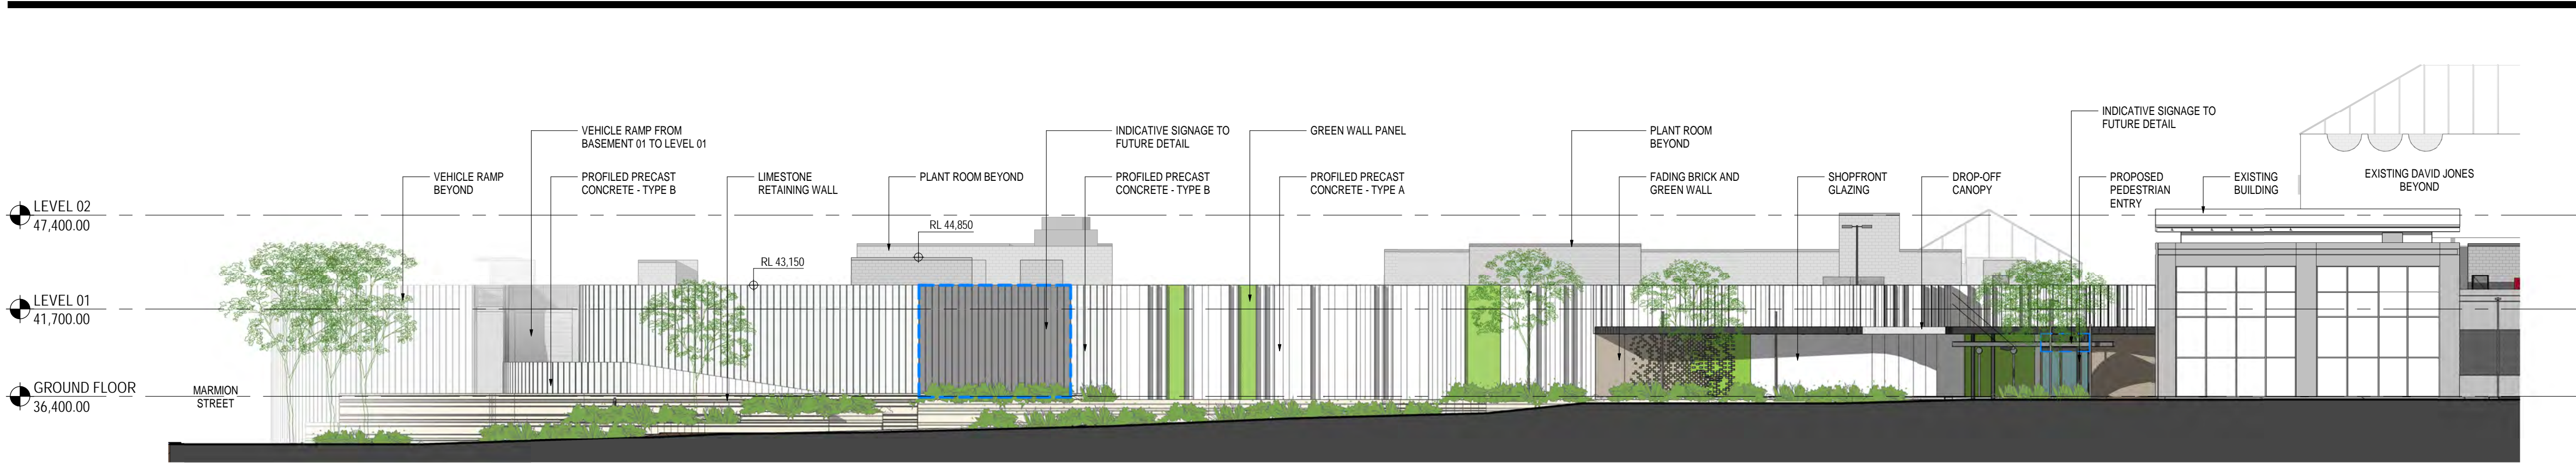 VEHICLE RAMP FROM
BASEMENT 01 TO LEVEL 01
INDICATIVE SIGNAGE TO
FUTURE DETAIL
GREEN WALL PANEL
PLANT ROOM
BEYOND
INDICATIVE SIGNAGE TO
FUTURE DETAIL
VEHICLE RAMP
BEYOND
PROFILED PRECAST
CONCRETE - TYPE B
LIMESTONE
RETAINING WALL
PLANT ROOM BEYOND
PROFILED PRECAST
CONCRETE - TYPE B
PROFILED PRECAST
CONCRETE - TYPE A
FADING BRICK AND
GREEN WALL
SHOPFRONT
GLAZING
DROP-OFF
CANOPY
PROPOSED
PEDESTRIAN
ENTRY
EXISTING
BUILDING
EXISTING DAVID JONES
BEYOND
LEVEL 02
47,400.00
RL 44,850
RL 43,150
LEVEL 01
41,700.00
GROUND FLOOR
36,400.00
MARMION
STREET